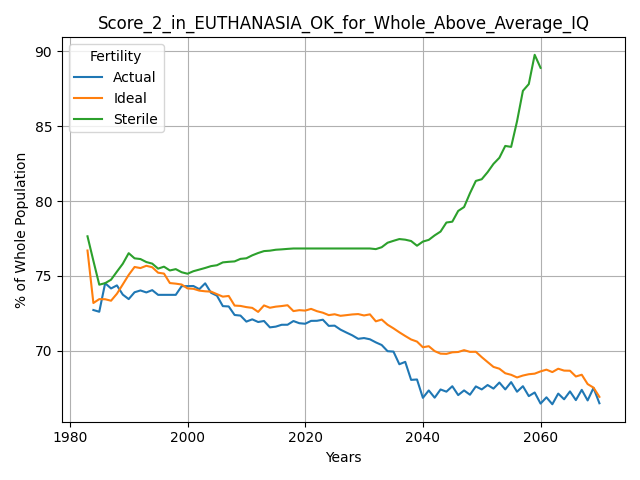 Score_2_in_EUTHANASIA_OK_for_Whole_Above_Average_IQ
Fertility
Actual
Ideal
Sterile
% of Whole Population
90
85
80
75
70
1980
2000
2020
2040
2060
Years